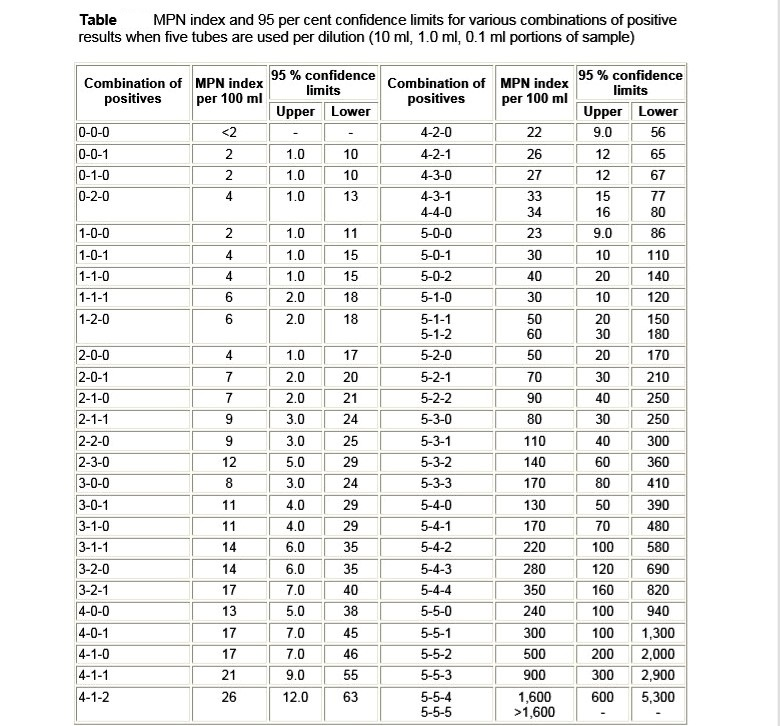 Table MPN index and 95 per cent confidence limits for various combinations of positive
results when five tubes are used per dilution (10 ml, 1.0 ml, 0.1 ml portions of sample)
Combination of positives MPN index per 100 ml 95 % confidence limits Combination of positives MPN index per 100 ml 95 % confidence limits
Upper Lower Upper Lower
0-0-0 <2 - - 4-2-0 22 9.0 56
0-0-1 2 1.0 10 4-2-1 26 12 65
0-1-0 2 1.0 10 4-3-0 27 12 67
0-2-0 4 1.0 13 4-3-1 33 15 77
4-4-0 34 16 80
1-0-0 2 1.0 11 5-0-0 23 9.0 86
1-0-1 4 1.0 15 5-0-1 30 10 110
1-1-0 4 1.0 15 5-0-2 40 20 140
1-1-1 6 2.0 18 5-1-0 30 10 120
1-2-0 6 2.0 18 5-1-1 50 20 150
5-1-2 60 30 180
2-0-0 4 1.0 17 5-2-0 50 20 170
2-0-1 7 2.0 20 5-2-1 70 30 210
2-1-0 7 2.0 21 5-2-2 90 40 250
2-1-1 9 3.0 24 5-3-0 80 30 250
2-2-0 9 3.0 25 5-3-1 110 40 300
2-3-0 12 5.0 29 5-3-2 140 60 360
3-0-0 8 3.0 24 5-3-3 170 80 410
3-0-1 11 4.0 29 5-4-0 130 50 390
3-1-0 11 4.0 29 5-4-1 170 70 480
3-1-1 14 6.0 35 5-4-2 220 100 580
3-2-0 14 6.0 35 5-4-3 280 120 690
3-2-1 17 7.0 40 5-4-4 350 160 820
4-0-0 13 5.0 38 5-5-0 240 100 940
4-0-1 17 7.0 45 5-5-1 300 100 1,300
4-1-0 17 7.0 46 5-5-2 500 200 2,000
4-1-1 21 9.0 55 5-5-3 900 300 2,900
4-1-2 26 12.0 63 5-5-4 1,600 600 5,300
5-5-5 >1,600 - -